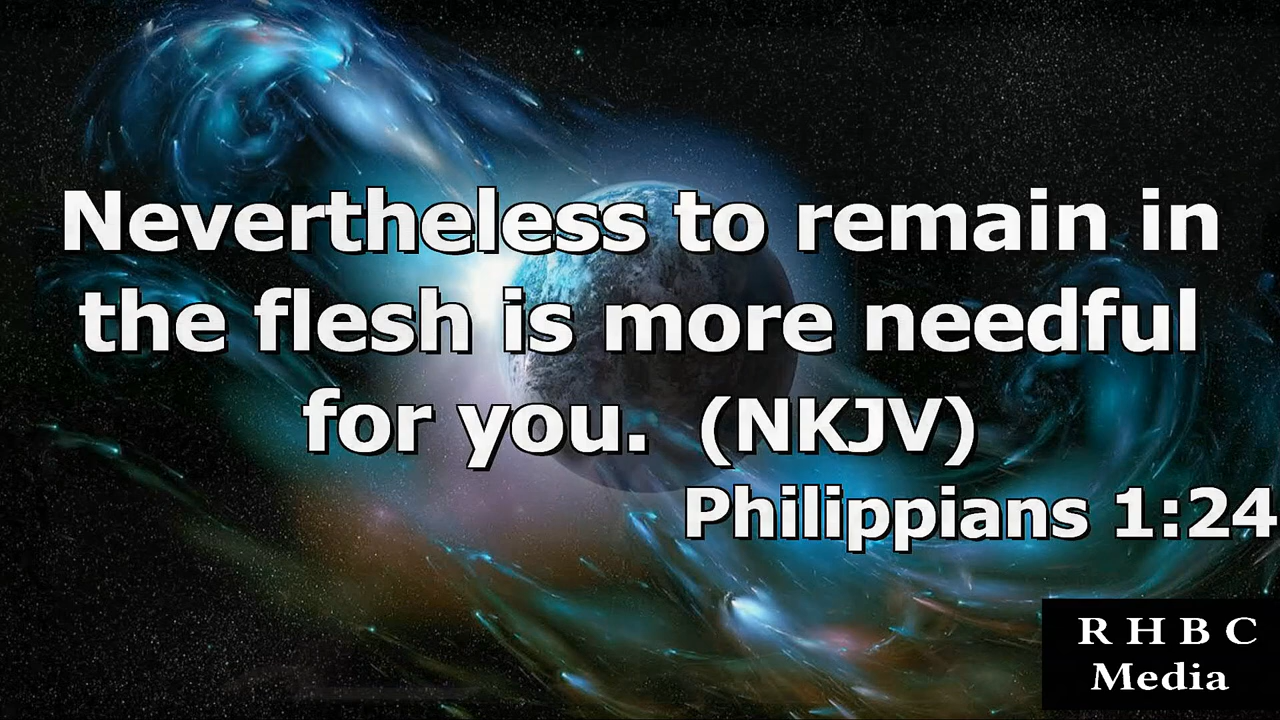 Nevertheless to remain in
the flesh is more needful
for you. (NKJV)
Philippians 1:24
R H B C
Media